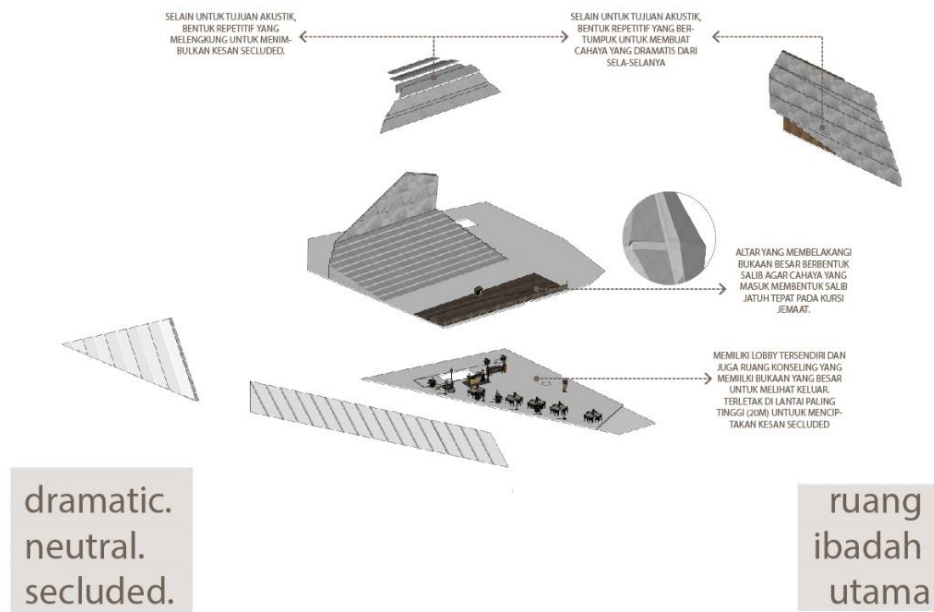 SELAIN UNTUK TUJUAN AKUSTIK,
BENTUK REPETITIF YANG
MELENGKUNG UNTUK MENIM-
BULKAN KESAN SECLUDED.
SELAIN UNTUK TUJUAN AKUSTIK,
BENTUK REPETITIF YANG BER-
TUMPUK UNTUK MEMBUAT
CAHAYA YANG DRAMATIS DARI
SELA-SELANYA
ALTAR YANG MEMBELAKANGI
BUKAAN BESAR BERBENTUK
SALIB AGAR CAHAYA YANG
MASUK MEMBENTUK SALIB
JATUH TEPAT PADA KURSI
JEMAAT.
MEMILIKI LOBBY TERSENDIRI DAN
JUGA RUANG KONSELING YANG
MEMIILKI BUKAAN YANG BESAR
UNTUK MELIHAT KELUAR.
TERLETAK DI LANTAI PALING
TINGGI (20M) UNTUUK MENCIP-
TAKAN KESAN SECLUDED
dramatic.
neutral.
secluded.
ruang
ibadah
utama